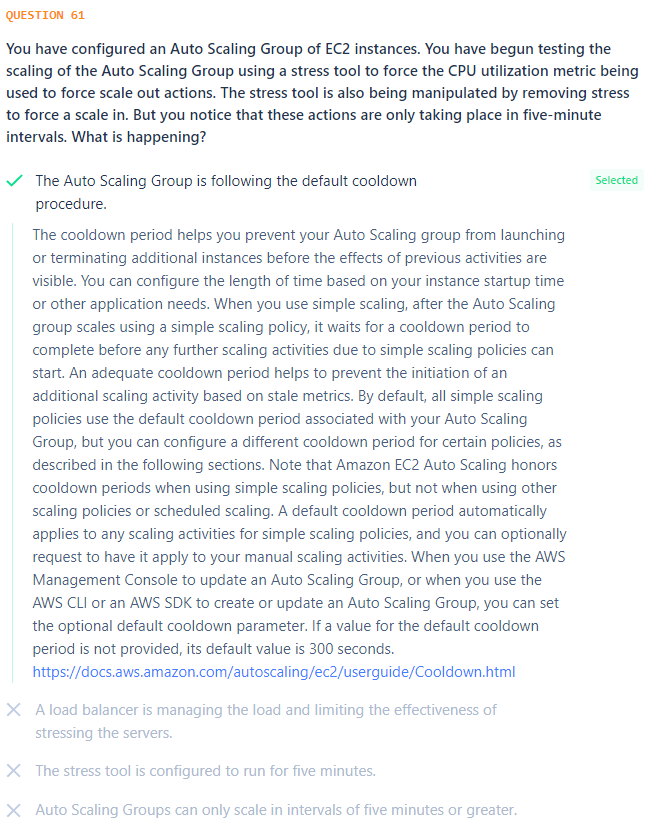 QUESTION 61
You have configured an Auto Scaling Group of EC2 instances. You have begun testing the
scaling of the Auto Scaling Group using a stress tool to force the CPU utilization metric being
used to force scale out actions. The stress tool is also being manipulated by removing stress
to force a scale in. But you notice that these actions are only taking place in five-minute
intervals. What is happening?
The Auto Scaling Group is following the default cooldown
procedure.
Selected
The cooldown period helps you prevent your Auto Scaling group from launching
or terminating additional instances before the effects of previous activities are
visible. You can configure the length of time based on your instance startup time
or other application needs. When you use simple scaling, after the Auto Scaling
group scales using a simple scaling policy, it waits for a cooldown period to
complete before any further scaling activities due to simple scaling policies can
start. An adequate cooldown period helps to prevent the initiation of an
additional scaling activity based on stale metrics. By default, all simple scaling
policies use the default cooldown period associated with your Auto Scaling
Group, but you can configure a different cooldown period for certain policies, as
described in the following sections. Note that Amazon EC2 Auto Scaling honors
cooldown periods when using simple scaling policies, but not when using other
scaling policies or scheduled scaling. A default cooldown period automatically
applies to any scaling activities for simple scaling policies, and you can optionally
request to have it apply to your manual scaling activities. When you use the AWS
Management Console to update an Auto Scaling Group, or when you use the
AWS CLI or an AWS SDK to create or update an Auto Scaling Group, you can set
the optional default cooldown parameter. If a value for the default cooldown
period is not provided, its default value is 300 seconds.
https://docs.aws.amazon.com/autoscaling/ec2/userguide/Cooldown.html
A load balancer is managing the load and limiting the effectiveness of
stressing the servers.
The stress tool is configured to run for five minutes.
Auto Scaling Groups can only scale in intervals of five minutes or greater.